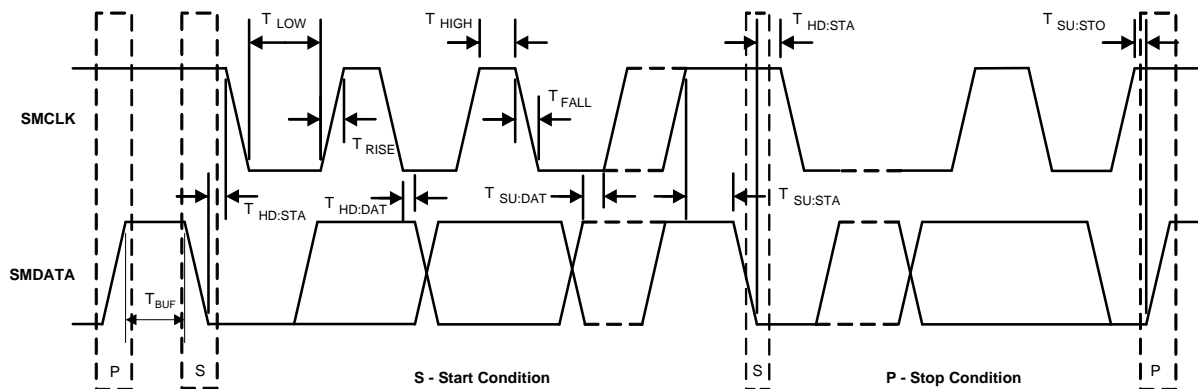 T LOW
T HIGH
T HD:STA
T SU:STO
SMCLK
T FALL
T RISE
T HD:STA
T HD:DAT
T SU:DAT
T SU:STA
SMDATA
T BUF
P
S
S - Start Condition
S
P - Stop Condition
P